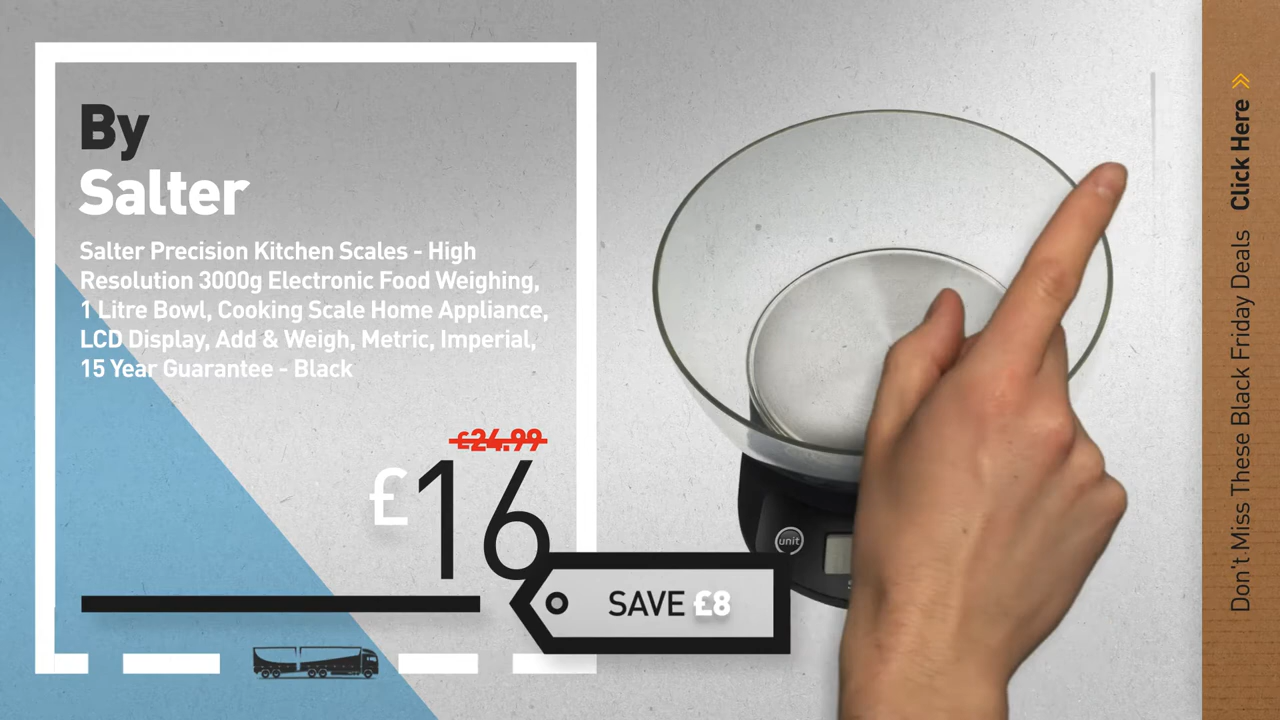 By
Salter
Salter Precision Kitchen Scales - High
Resolution 3000g Electronic Food Weighing,
1 Litre Bowl, Cooking Scale Home Appliance,
LCD Display, Add & Weigh, Metric, Imperial,
15 Year Guarantee - Black
£24.99
£16
SAVE £8
unit
Don't Miss These Black Friday Deals Click Here »